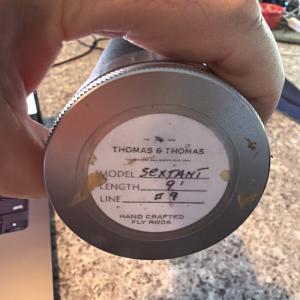 THOMAS & THOMAS
MODEL SEXTANT
LENGTH 9'
LINE #9
HAND CRAFTED
FLY RODS